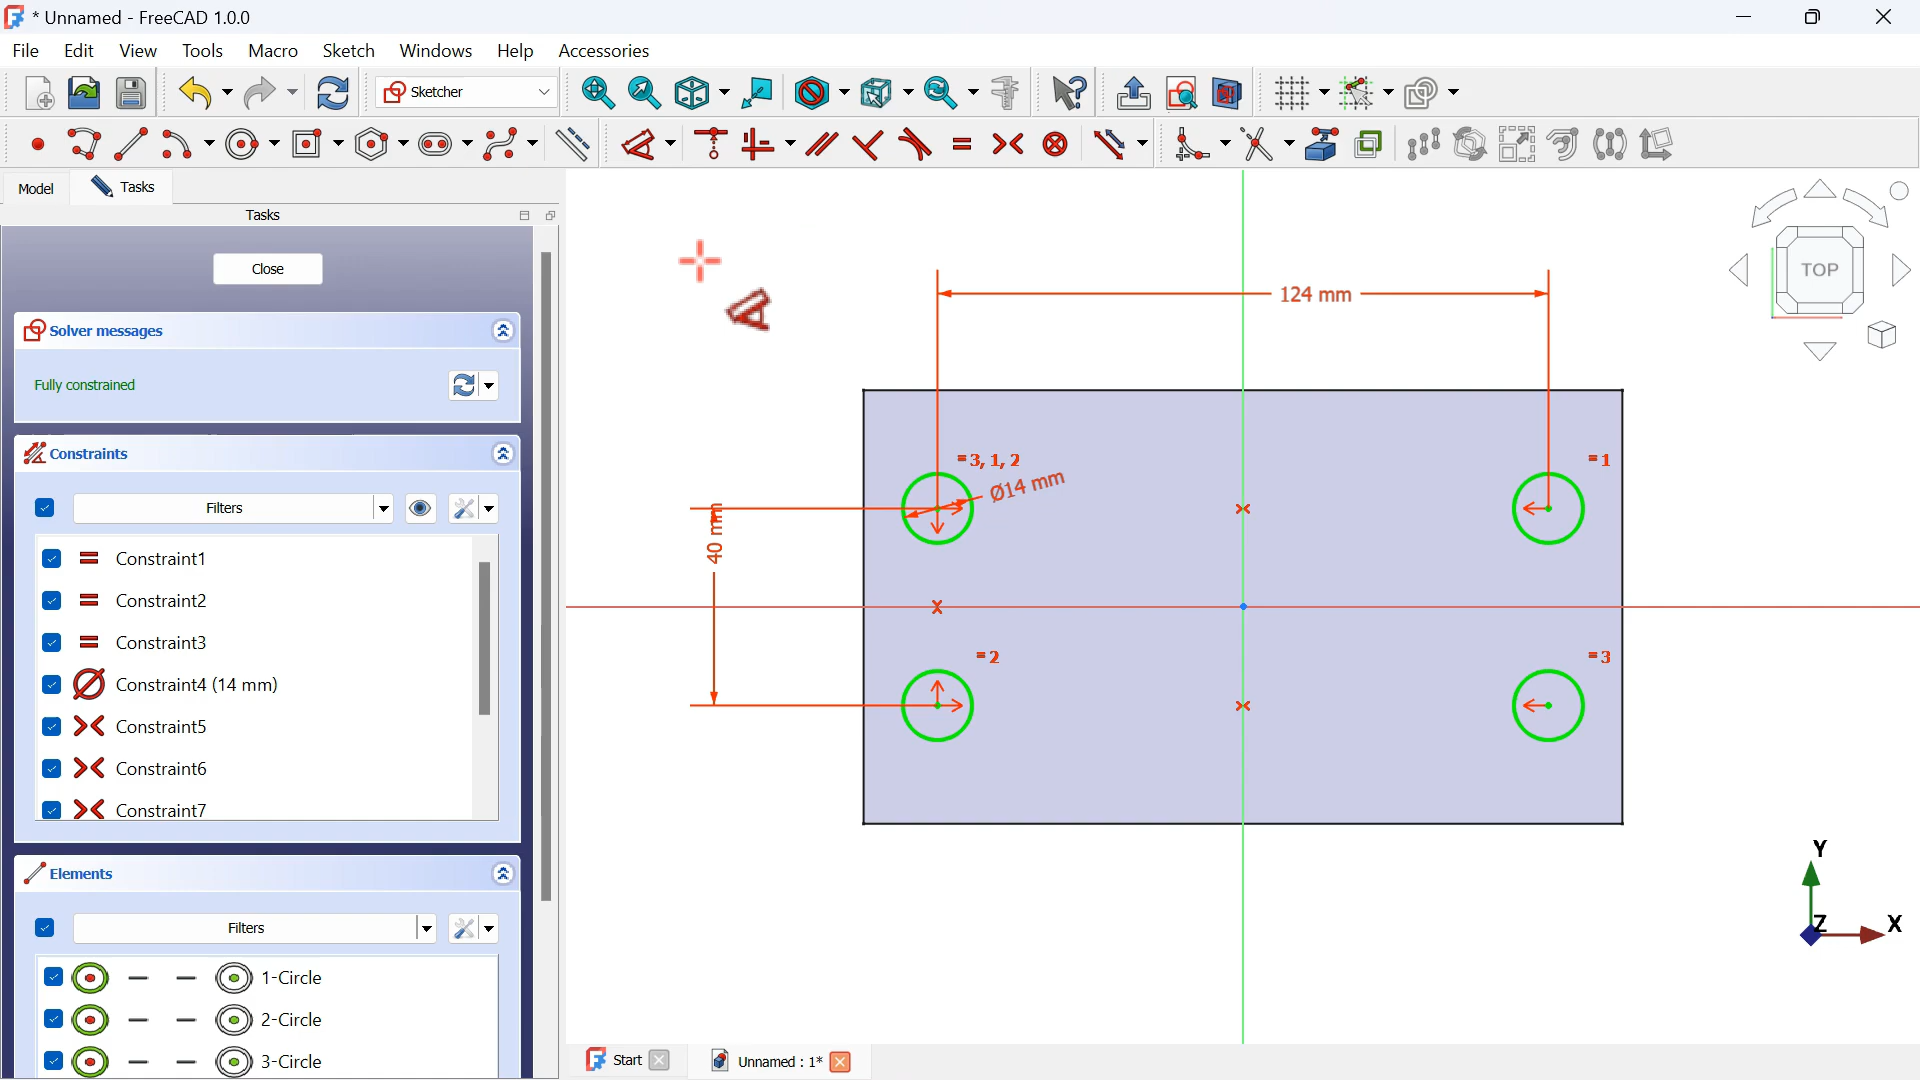 * Unnamed - FreeCAD 1.0.0
File Edit View Tools Macro Sketch Windows Help Accessories
Sketcher
Model Tasks
Tasks
Close
Solver messages
Fully constrained
Constraints
Filters
Constraint1
Constraint2
Constraint3
Constraint4 (14 mm)
Constraint5
Constraint6
Constraint7
Elements
Filters
1-Circle
2-Circle
3-Circle
124 mm
=3, 1, 2
Ø14 mm
=1
40 mm
=2
=3
TOP
Y
Z
X
Start
Unnamed : 1*